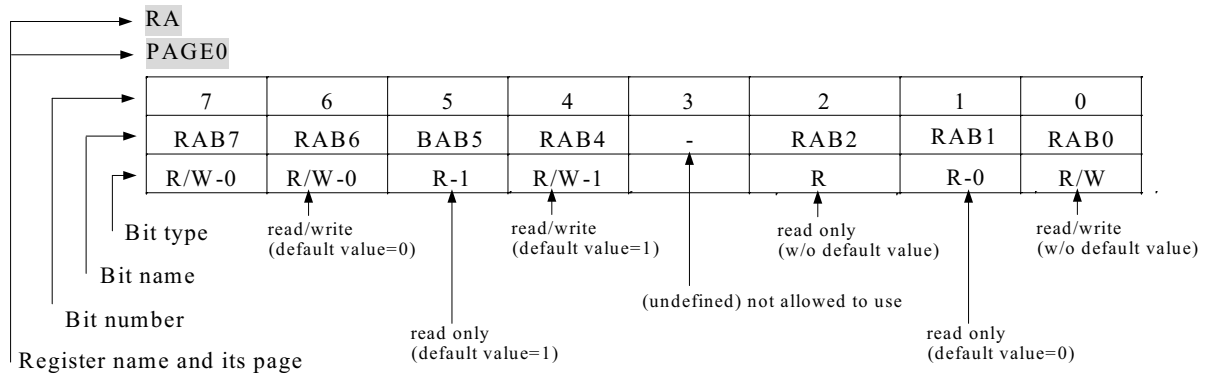 RA
PAGE0
7 6 5 4 3 2 1 0
RAB7 RAB6 BAB5 RAB4 - RAB2 RAB1 RAB0
R/W-0 R/W-0 R-1 R/W-1 R R-0 R/W
Bit type
read/write
(default value=0)
read/write
(default value=1)
read only
(w/o default value)
read/write
(w/o default value)
Bit name
(undefined) not allowed to use
Bit number
read only
(default value=1)
read only
(default value=0)
Register name and its page